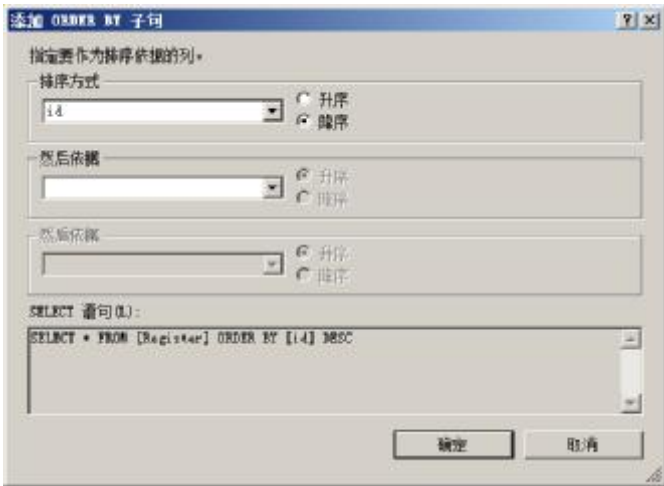 添加 ORDER BY 子句
指定要作为排序依据的列。
排序方式
id
升序
降序
然后依据
升序
降序
然后依据
升序
降序
SELECT 语句(L):
SELECT * FROM [Register] ORDER BY [id] DESC
确定
取消